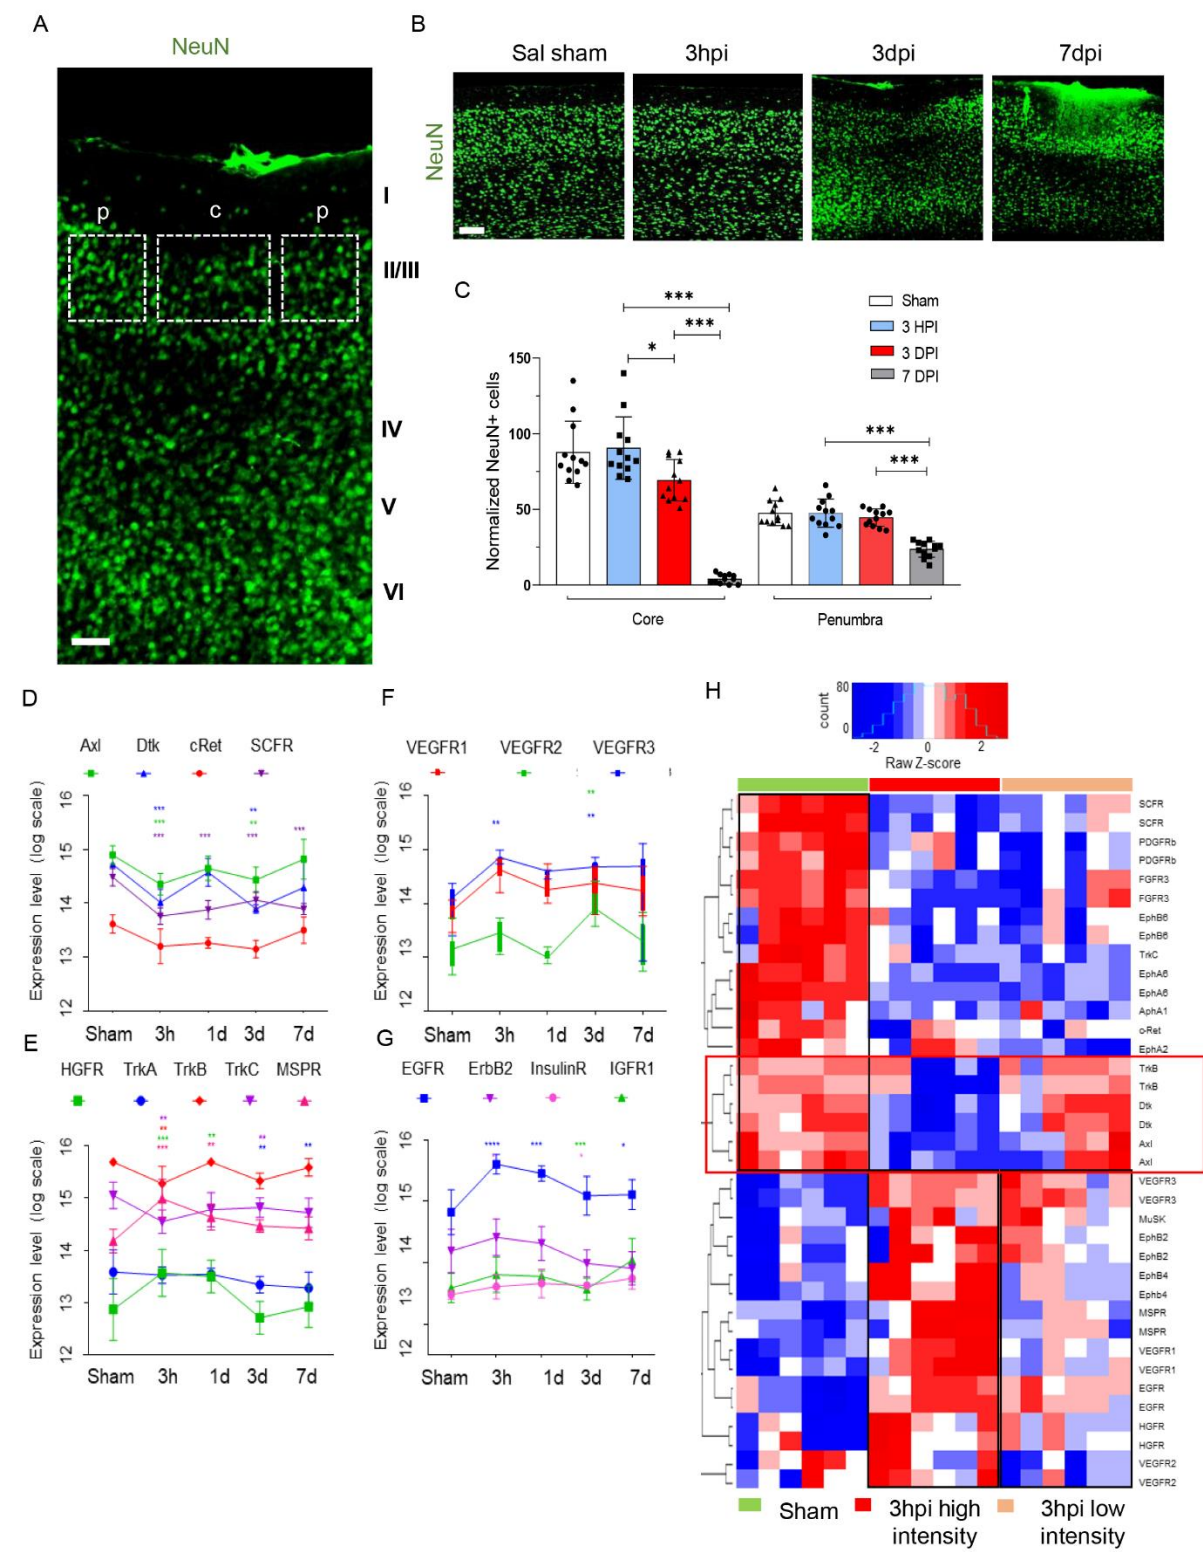 A
NeuN
p
c
p
I
II/III
IV
V
VI
B
Sal sham
3hpi
3dpi
7dpi
NeuN
C
Sham
3 HPI
3 DPI
7 DPI
***
***
*
***
***
Normalized NeuN+ cells
150
100
50
0
Core
Penumbra
D
Axl Dtk cRet SCFR
Expression level (log scale)
16
15
14
13
12
***
***
***
***
**
**
***
***
Sham 3h 1d 3d 7d
E
HGFR TrkA TrkB TrkC MSPR
Expression level (log scale)
16
15
14
13
12
**
**
***
***
**
**
**
**
**
Sham 3h 1d 3d 7d
F
VEGFR1 VEGFR2 VEGFR3
Expression level (log scale)
16
15
14
13
12
**
**
**
Sham 3h 1d 3d 7d
G
EGFR ErbB2 InsulinR IGFR1
Expression level (log scale)
16
15
14
13
12
****
***
***
*
*
Sham 3h 1d 3d 7d
H
count
80
0
-2 0 2
Raw Z-score
SCFR
SCFR
PDGFRb
PDGFRb
FGFR3
FGFR3
EphB6
EphB6
TrkC
EphA6
EphA6
AphA1
c-Ret
EphA2
TrkB
TrkB
Dtk
Dtk
Axl
Axl
VEGFR3
VEGFR3
MuSK
EphB2
EphB2
EphB4
Ephb4
MSPR
MSPR
VEGFR1
VEGFR1
EGFR
EGFR
HGFR
HGFR
VEGFR2
VEGFR2
Sham
3hpi high
intensity
3hpi low
intensity